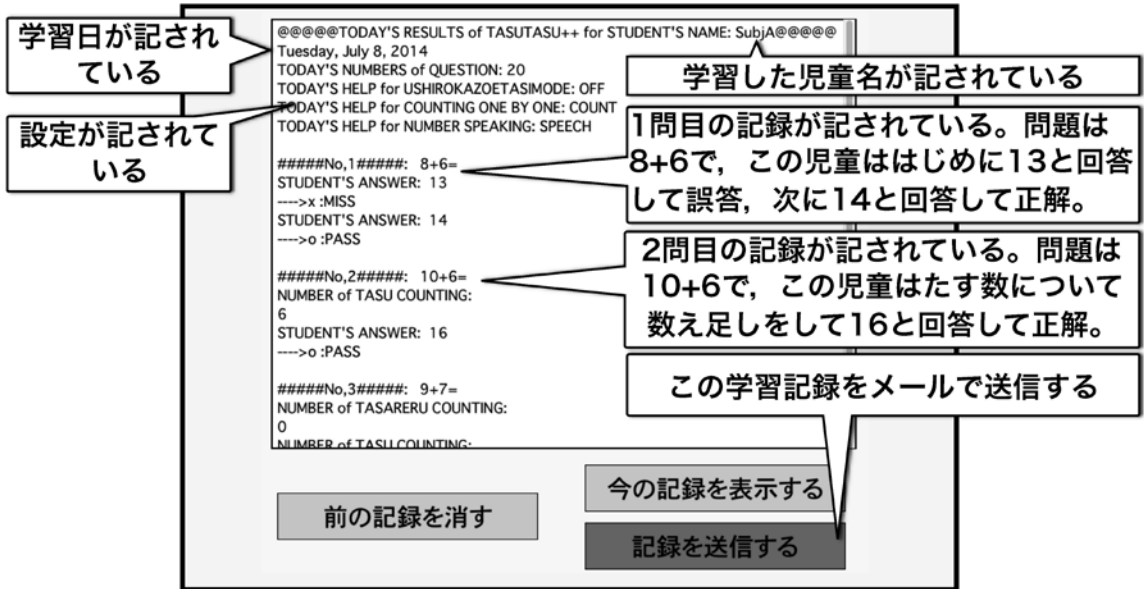 学習日が記され
ている
設定が記されて
いる
@@@@@TODAY'S RESULTS of TASUTASU++ for STUDENT'S NAME: SubjA@@@@@
Tuesday, July 8, 2014
TODAY'S NUMBERS of QUESTION: 20
TODAY'S HELP for USHIROKAZOETASIMODE: OFF
TODAY'S HELP for COUNTING ONE BY ONE: COUNT
TODAY'S HELP for NUMBER SPEAKING: SPEECH
#####No,1#####: 8+6=
STUDENT'S ANSWER: 13
---->x :MISS
STUDENT'S ANSWER: 14
---->o :PASS
#####No,2#####: 10+6=
NUMBER of TASU COUNTING:
6
STUDENT'S ANSWER: 16
---->o :PASS
#####No,3#####: 9+7=
NUMBER of TASARERU COUNTING:
0
NUMBER of TASU COUNTING:
学習した児童名が記されている
1問目の記録が記されている。問題は
8+6で，この児童ははじめに13と回答
して誤答，次に14と回答して正解。
2問目の記録が記されている。問題は
10+6で，この児童はたす数について
数え足しをして16と回答して正解。
この学習記録をメールで送信する
前の記録を消す
今の記録を表示する
記録を送信する